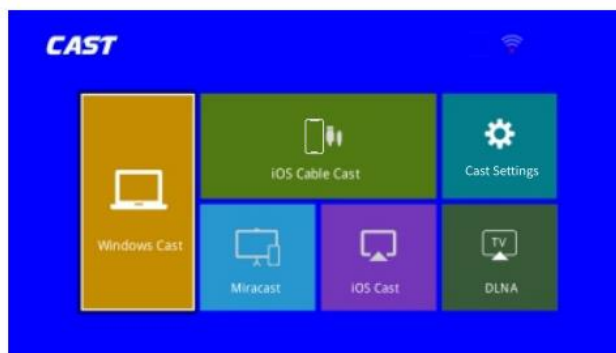 CAST
iOS Cable Cast
Cast Settings
Windows Cast
Miracast
iOS Cast
TV
DLNA